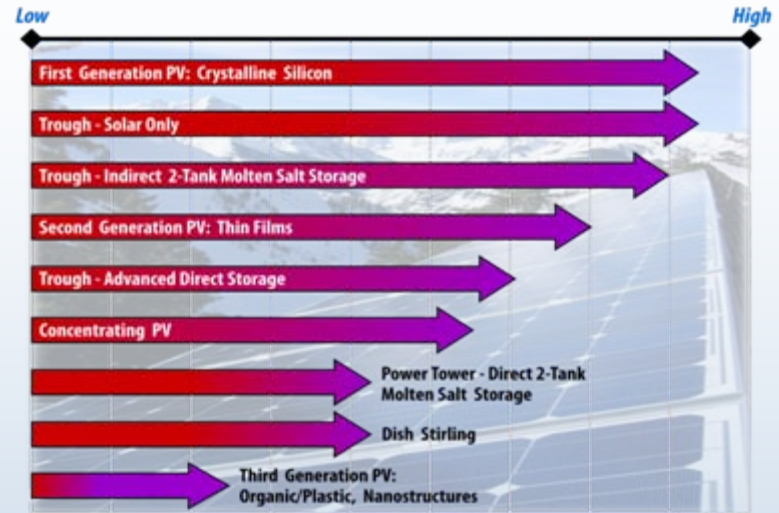 Low High
First Generation PV: Crystalline Silicon
Trough - Solar Only
Trough - Indirect 2-Tank Molten Salt Storage
Second Generation PV: Thin Films
Trough - Advanced Direct Storage
Concentrating PV
Power Tower - Direct 2-Tank
Molten Salt Storage
Dish Stirling
Third Generation PV:
Organic/Plastic, Nanostructures